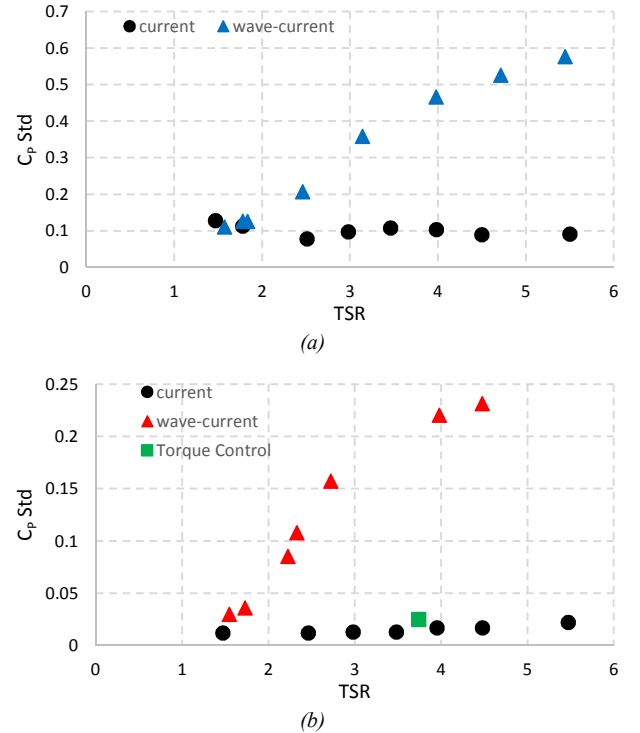 0.7
current wave-current
0.6
0.5
0.4
0.3
0.2
0.1
0
C_P Std
0 1 2 3 4 5 6
TSR
(a)
0.25
current
wave-current
Torque Control
0.2
0.15
0.1
0.05
0
C_P Std
0 1 2 3 4 5 6
TSR
(b)